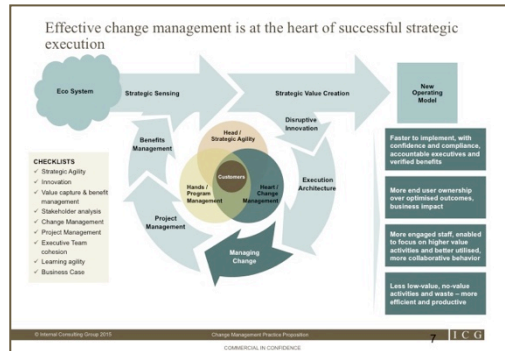 Effective change management is at the heart of successful strategic
execution
Eco System
Strategic Sensing
Strategic Value Creation
New
Operating
Model
Disruptive
Innovation
Benefits
Management
Head /
Strategic Agility
Customers
Hands /
Program
Management
Heart /
Change
Management
Execution
Architecture
Project
Management
Managing
Change
CHECKLISTS
✓ Strategic Agility
✓ Innovation
✓ Value capture & benefit
management
✓ Stakeholder analysis
✓ Change Management
✓ Project Management
✓ Executive Team
cohesion
✓ Learning agility
✓ Business Case
Faster to implement, with
confidence and compliance,
accountable executives and
verified benefits
More end user ownership
over optimised outcomes,
business impact
More engaged staff, enabled
to focus on higher value
activities and better utilised,
more collaborative behavior
Less low-value, no-value
activities and waste – more
efficient and productive
© Internal Consulting Group 2015
Change Management Practice Proposition
7
ICG
COMMERCIAL IN CONFIDENCE